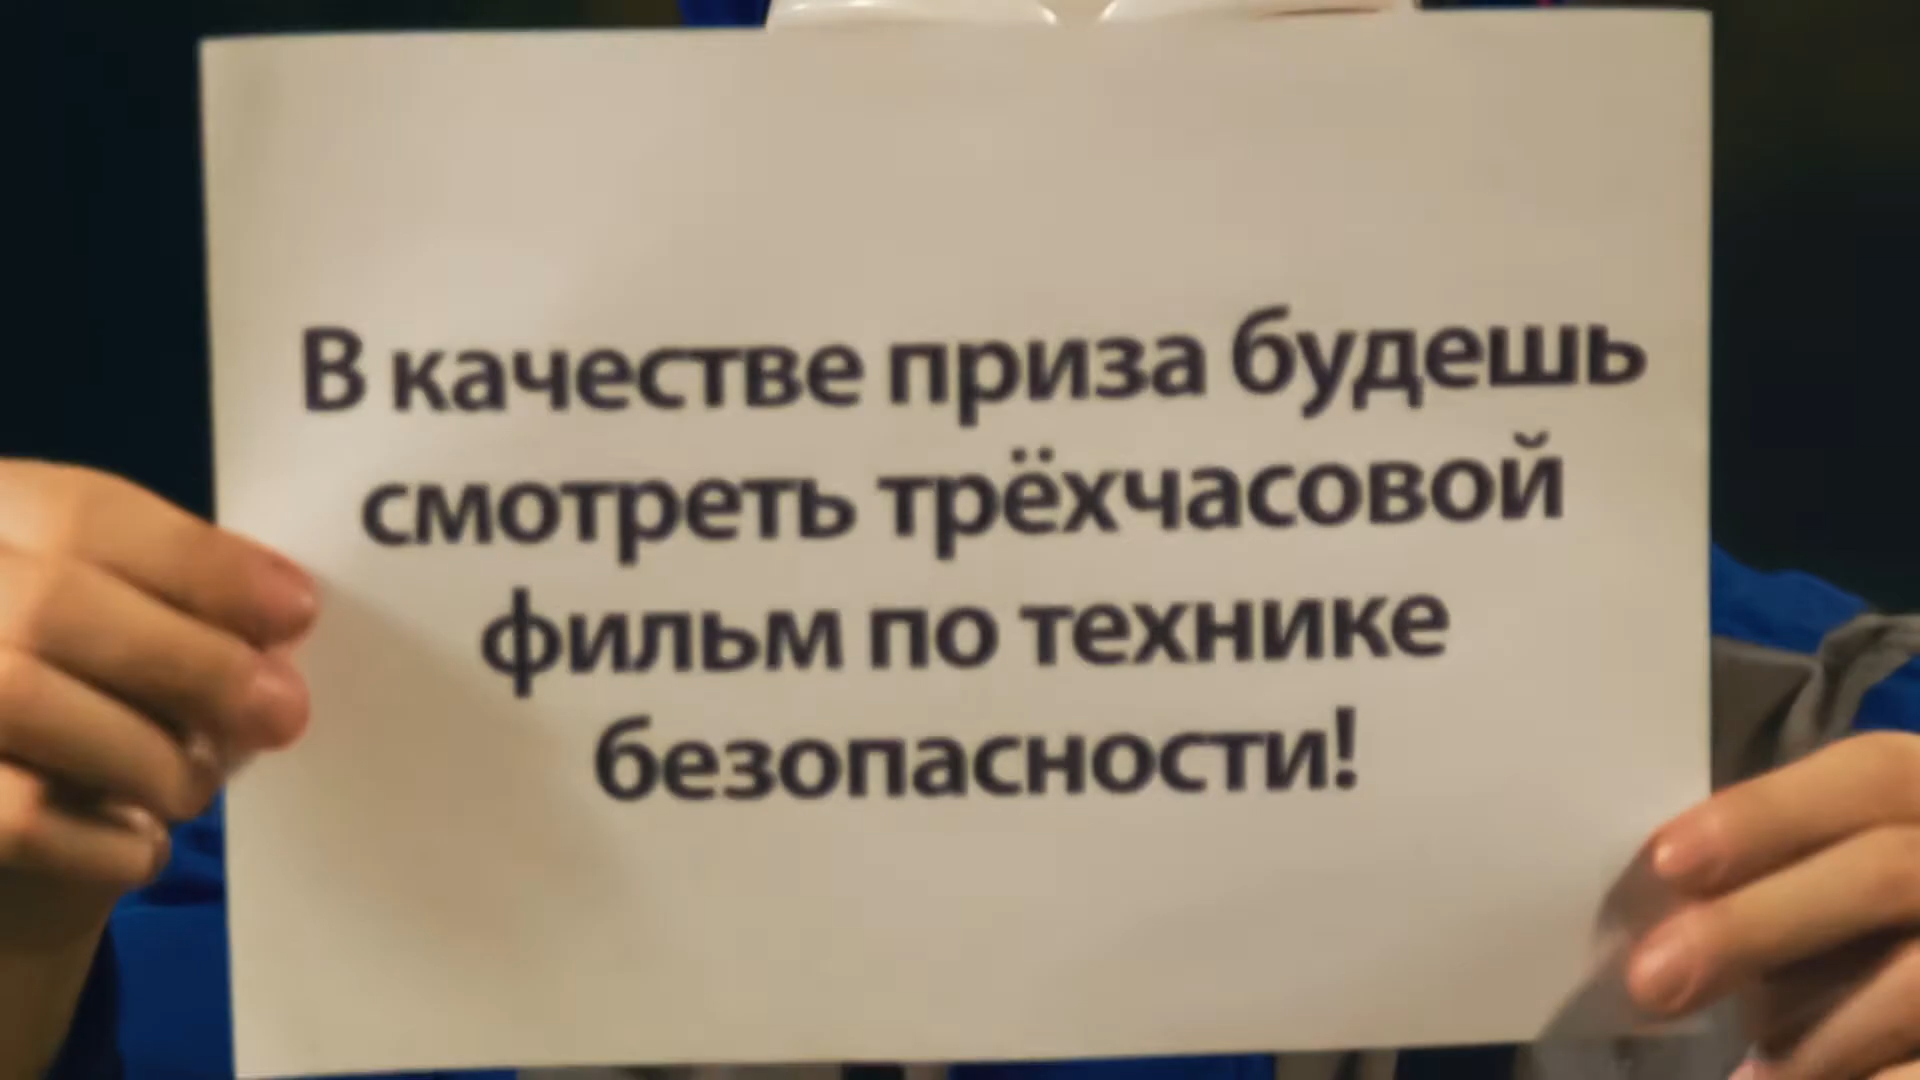 В качестве приза будешь
смотреть трёхчасовой
фильм по технике
безопасности!